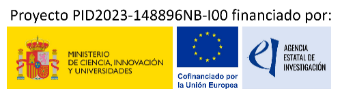 Proyecto PID2023-148896NB-I00 financiado por:
MINISTERIO
DE CIENCIA, INNOVACIÓN
Y UNIVERSIDADES
Cofinanciado por
la Unión Europea
AGENCIA
ESTATAL DE
INVESTIGACIÓN